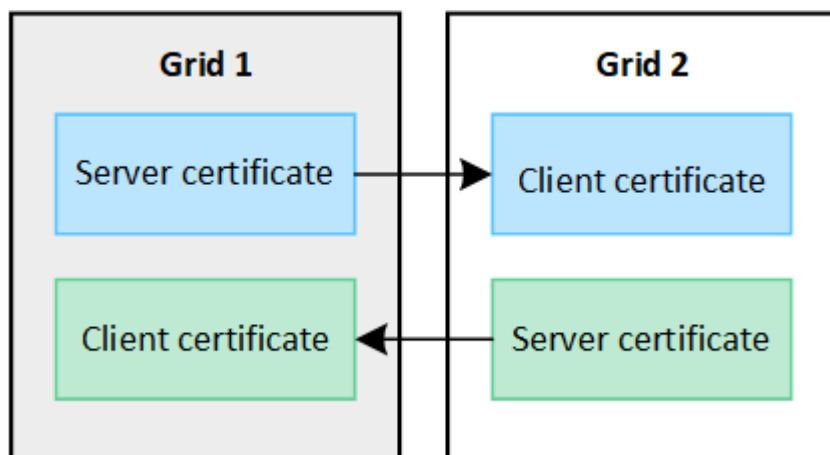 Grid 1
Grid 2
Server certificate
Client certificate
Client certificate
Server certificate